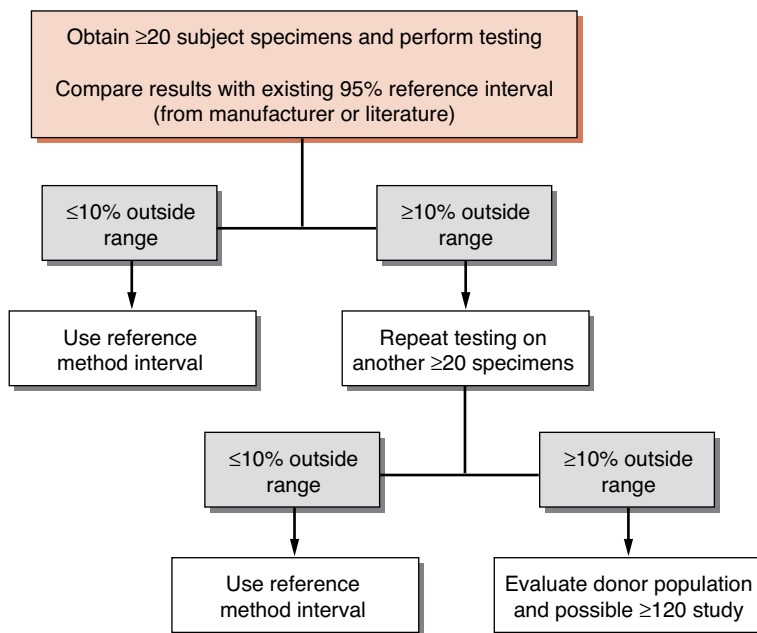 Obtain ≥20 subject specimens and perform testing
Compare results with existing 95% reference interval
(from manufacturer or literature)
≤10% outside
range
≥10% outside
range
Use reference
method interval
Repeat testing on
another ≥20 specimens
≤10% outside
range
≥10% outside
range
Use reference
method interval
Evaluate donor population
and possible ≥120 study